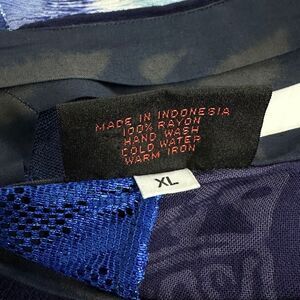 MADE IN INDONESIA
100% RAYON
HAND WASH
COLD WATER
WARM IRON
XL